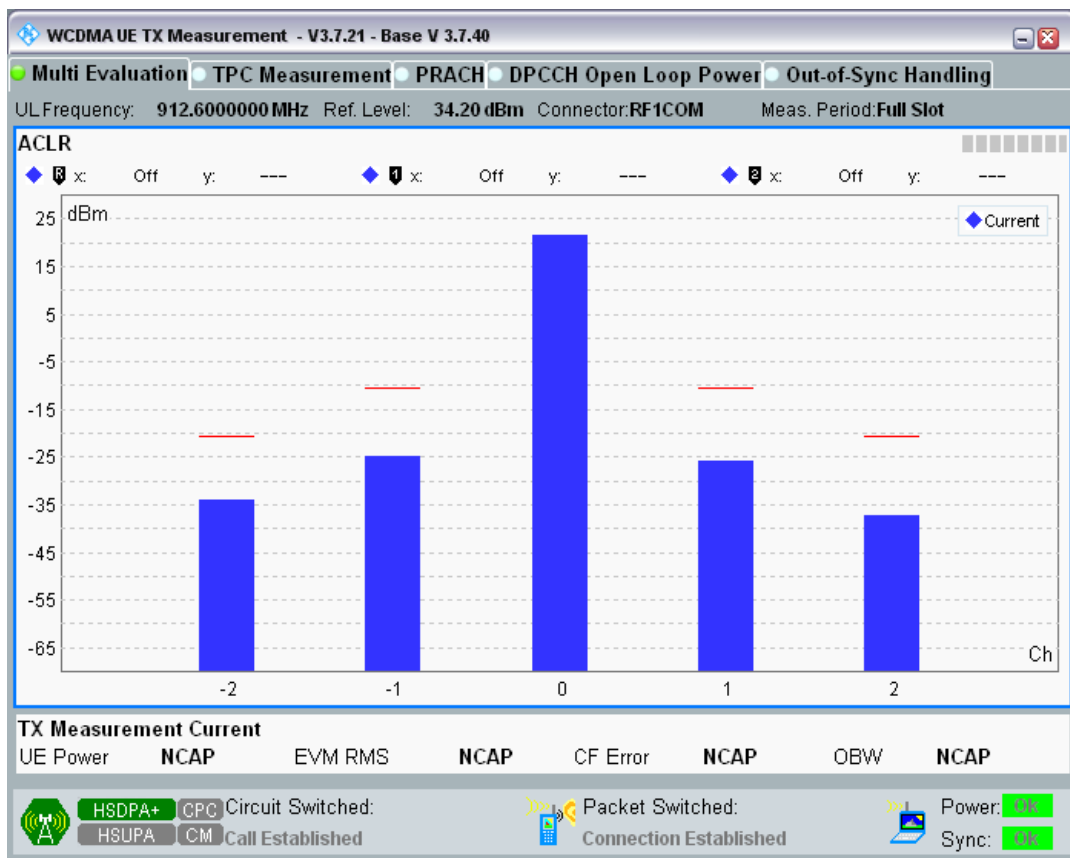 WCDMA UE TX Measurement - V3.7.21 - Base V 3.7.40
Multi Evaluation TPC Measurement PRACH DPCCH Open Loop Power Out-of-Sync Handling
UL Frequency: 912.6000000 MHz Ref. Level: 34.20 dBm Connector:RF1COM Meas. Period:Full Slot
ACLR
R x: Off y: --- 1 x: Off y: --- 2 x: Off y: ---
dBm
Current
25
15
5
-5
-15
-25
-35
-45
-55
-65
Ch
-2 -1 0 1 2
TX Measurement Current
UE Power NCAP EVM RMS NCAP CF Error NCAP OBW NCAP
HSDPA+ CPC Circuit Switched: Packet Switched: Power: Ok
HSUPA CM Call Established Connection Established Sync: Ok